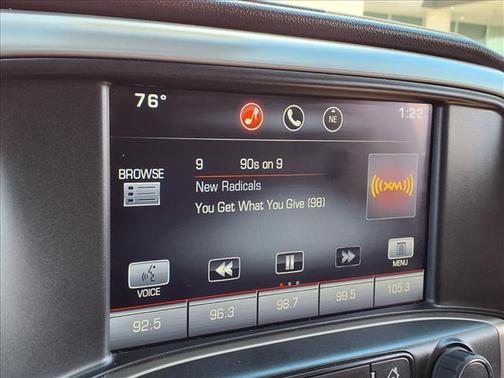 76°
NE
1:22
9 90s on 9
BROWSE
New Radicals
You Get What You Give (98)
((XM))
VOICE
MENU
92.5 96.3 98.7 99.5 105.3